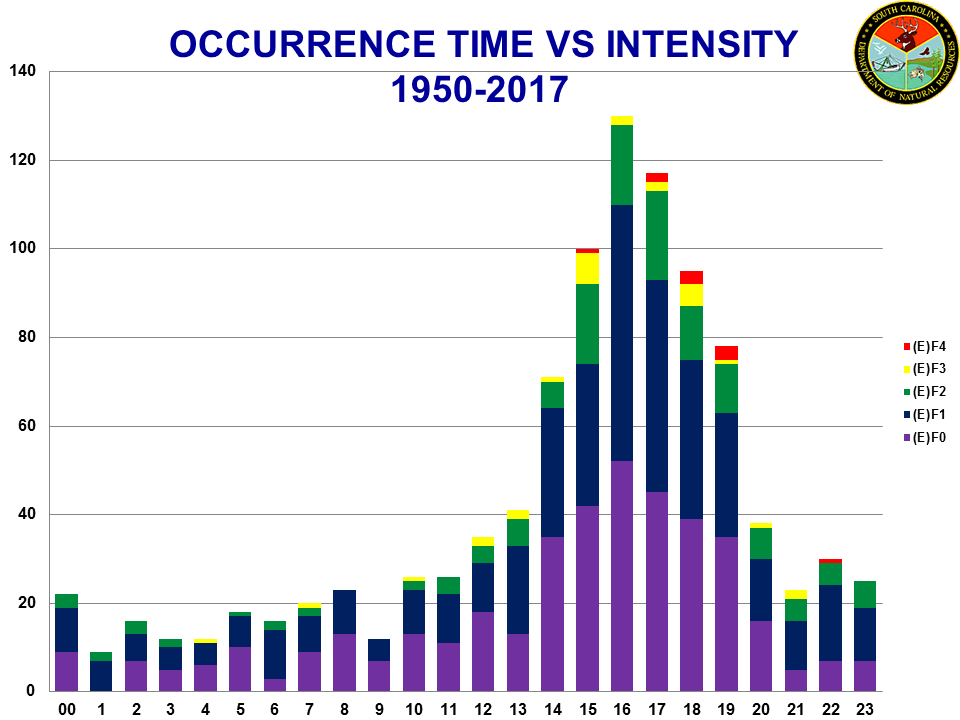 OCCURRENCE TIME VS INTENSITY
1950-2017
SOUTH CAROLINA
DEPARTMENT OF NATURAL RESOURCES
140
120
100
80
60
40
20
0
00 1 2 3 4 5 6 7 8 9 10 11 12 13 14 15 16 17 18 19 20 21 22 23
(E)F4
(E)F3
(E)F2
(E)F1
(E)F0